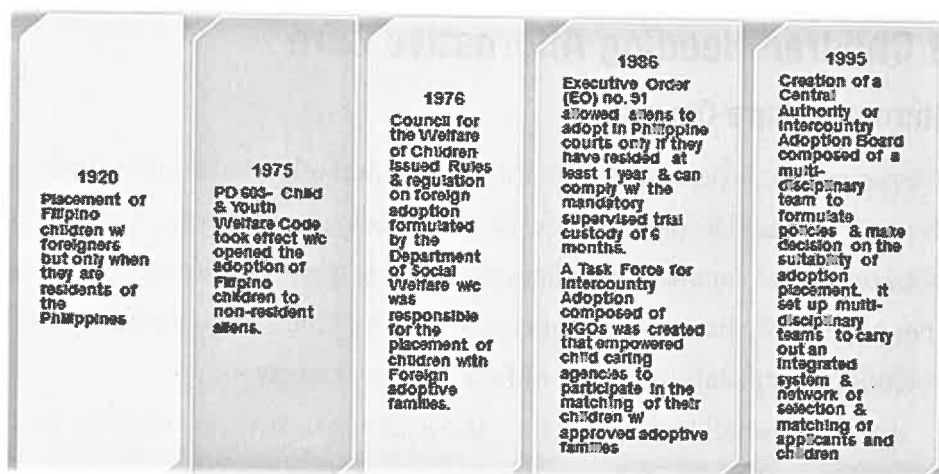 1920
Placement of
Filipino
children w/
foreigners
but only when
they are
residents of
the
Philippines
1975
PD 603- Child
& Youth
Welfare Code
took effect w/c
opened the
adoption of
Filipino
children to
non-resident
aliens.
1976
Council for
the Welfare
of Children
issued Rules
& regulation
on foreign
adoption
formulated
by the
Department
of Social
Welfare w/c
was
responsible
for the
placement of
children with
Foreign
adoptive
families.
1986
Executive Order
(EO) no. 91
allowed aliens to
adopt in Philippine
courts only if they
have resided at
least 1 year & can
comply w/ the
mandatory
supervised trial
custody of 6
months.
A Task Force for
Intercountry
Adoption
composed of
NGOs was created
that empowered
child caring
agencies to
participate in the
matching of their
children w/
approved adoptive
families
1995
Creation of a
Central
Authority or
Intercountry
Adoption Board
composed of a
multi-
disciplinary
team to
formulate
policies & make
decision on the
suitability of
adoption
placement. It
set up multi-
disciplinary
teams to carry
out an
integrated
system &
network of
selection &
matching of
applicants and
children